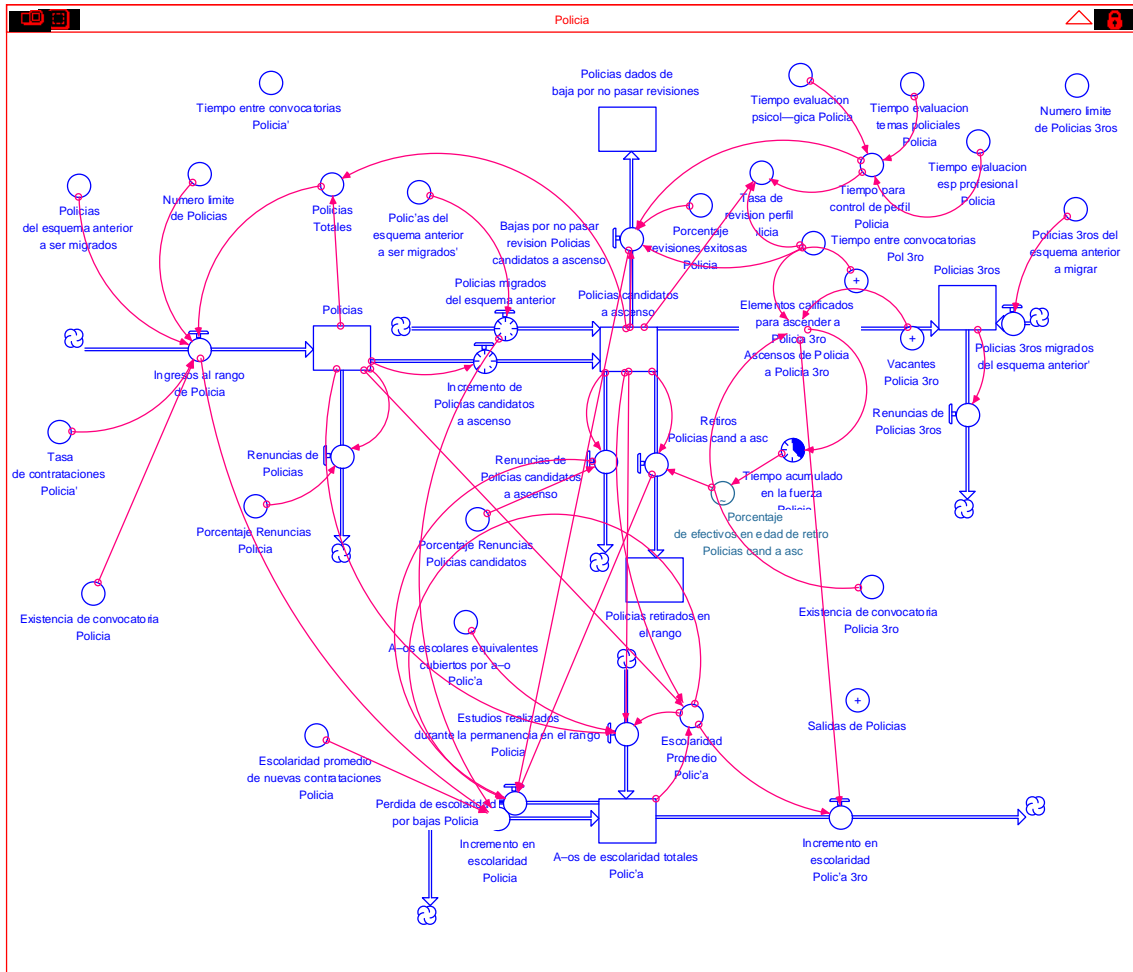 Policia
Policias dados de
baja por no pasar revisiones
Tiempo entre convocatorias
Policia'
Tiempo evaluacion
psicol—gica Policia
Tiempo evaluacion
temas policiales
Policia
Numero limite
de Policias 3ros
Tiempo evaluacion
esp profesional
Policia
Policias
del esquema anterior
a ser migrados
Numero limite
de Policias
Policias
Totales
Polic'as del
esquema anterior
a ser migrados'
Bajas por no pasar
revision Policias
candidatos a ascenso
Tasa de
revision perfil
Tiempo para
control de perfil
Policia
Porcentaje
revisiones exitosas
Policia
Tiempo entre convocatorias
Pol 3ro
Policias 3ros del
esquema anterior
a migrar
Policias 3ros
Policias migrados
del esquema anterior
Policias candidatos
a ascenso
Policias
Elementos calificados
para ascender a
Policia 3ro
Ascensos de Policia
a Policia 3ro
Vacantes
Policia 3ro
Policias 3ros migrados
del esquema anterior'
Ingresos al rango
de Policia
Incremento de
Policias candidatos
a ascenso
Renuncias de
Policias 3ros
Retiros
Policias cand a asc
Tasa
de contrataciones
Policia'
Renuncias de
Policias
Renuncias de
Policias candidatos
a ascenso
Tiempo acumulado
en la fuerza
Policia
~
Porcentaje
de efectivos en edad de retiro
Policias cand a asc
Porcentaje Renuncias
Policia
Porcentaje Renuncias
Policias candidatos
Existencia de convocatoria
Policia
Policias retirados en
el rango
Existencia de convocatoria
Policia 3ro
A–os escolares equivalentes
cubiertos por a–o
Polic'a
Estudios realizados
durante la permanencia en el rango
Policia
Escolaridad
Promedio
Polic'a
Salidas de Policias
Escolaridad promedio
de nuevas contrataciones
Policia
Perdida de escolaridad
por bajas Policia
Incremento en
escolaridad
Policia
A–os de escolaridad totales
Polic'a
Incremento en
escolaridad
Polic'a 3ro